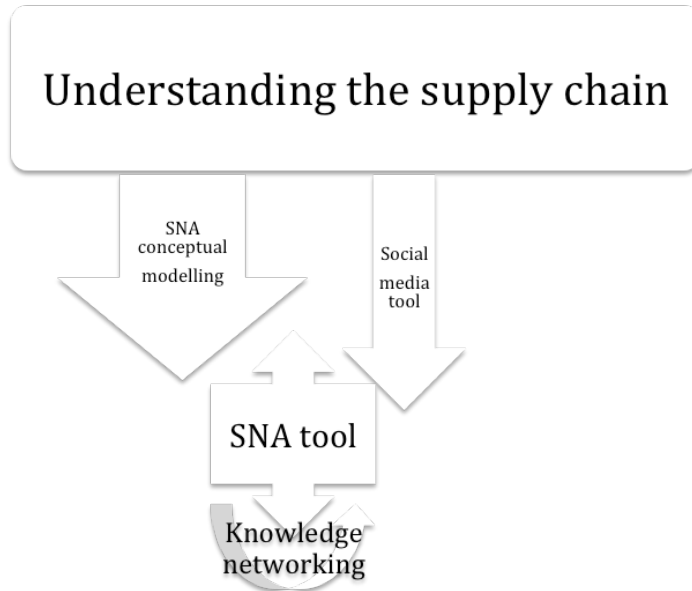 Understanding the supply chain
SNA
conceptual
modelling
Social
media
tool
SNA tool
Knowledge
networking